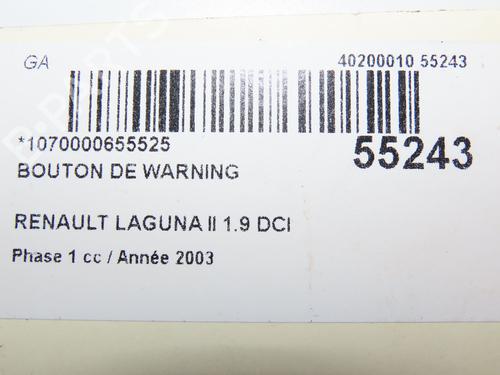 GA
40200010 55243
*1070000655525
55243
BOUTON DE WARNING
RENAULT LAGUNA II 1.9 DCI
Phase 1 cc / Année 2003